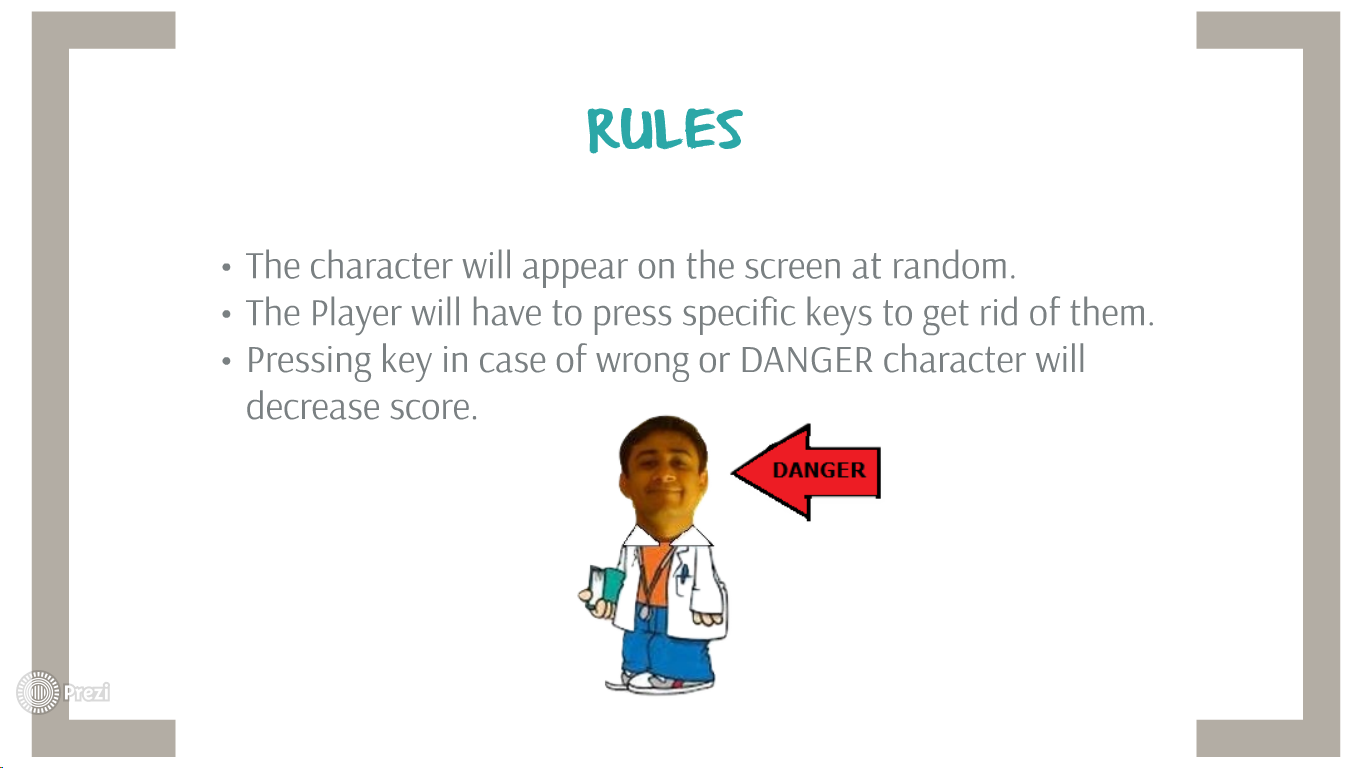 RULES
• The character will appear on the screen at random.
• The Player will have to press specific keys to get rid of them.
• Pressing key in case of wrong or DANGER character will
decrease score.
DANGER
Prezi